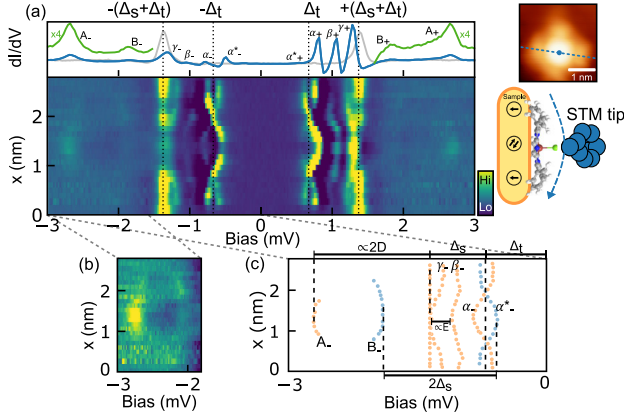 (a)
-(Δs+Δt) -Δt Δt +(Δs+Δt)
dI/dV
x4 A- B- γ- β- α- α*- α*+ α+ β+ γ+ B+ A+ x4
x (nm)
2
1
0
Hi
Lo
−3 −2 −1 0 1 2 3
Bias (mV)
1 nm
Sample
STM tip
(b)
x (nm)
2
1
0
−3 −2
Bias (mV)
(c)
∝2D Δs Δt
γ- β-
α- α*-
∝E
A- B-
2Δs
x (nm)
2
1
0
−3 0
Bias (mV)